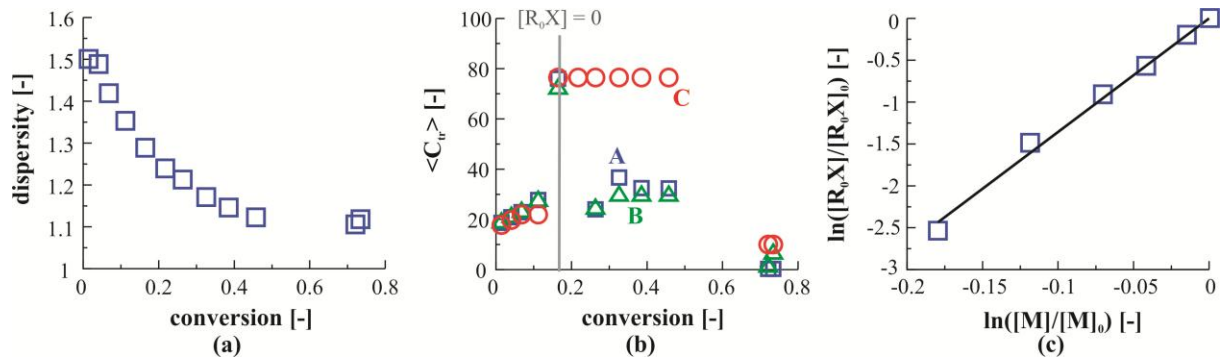 dispersity [-]
1.6
1.5
1.4
1.3
1.2
1.1
1
0 0.2 0.4 0.6 0.8
conversion [-]
(a)
<C_tr> [-]
[R₀X] = 0
100
80
60
40
20
0
C
A
B
0 0.2 0.4 0.6 0.8
conversion [-]
(b)
ln([R₀X]/[R₀X]₀) [-]
0
-0.5
-1
-1.5
-2
-2.5
-3
-0.2 -0.15 -0.1 -0.05 0
ln([M]/[M]₀) [-]
(c)